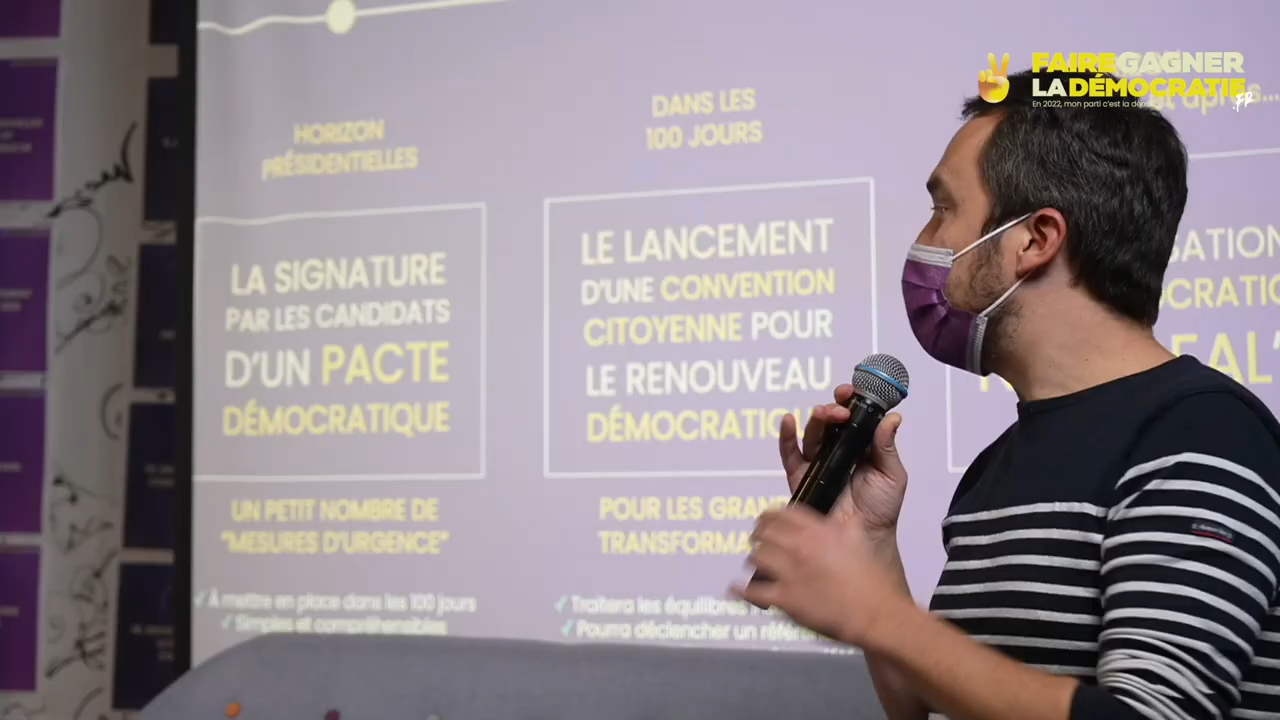 FAIRE GAGNER
LA DÉMOCRATIE
.FR
En 2022, mon parti c'est la
HORIZON
PRÉSIDENTIELLES
LA SIGNATURE
PAR LES CANDIDATS
D'UN PACTE
DÉMOCRATIQUE
UN PETIT NOMBRE DE
"MESURES D'URGENCE"
✓ À mettre en place dans les 100 jours
✓ Simples et compréhensibles
DANS LES
100 JOURS
LE LANCEMENT
D'UNE CONVENTION
CITOYENNE POUR
LE RENOUVEAU
DÉMOCRATIQU
POUR LES GRAN
TRANSFORMA
✓ Traitera les équilibres
✓ Pourra déclencher un référen